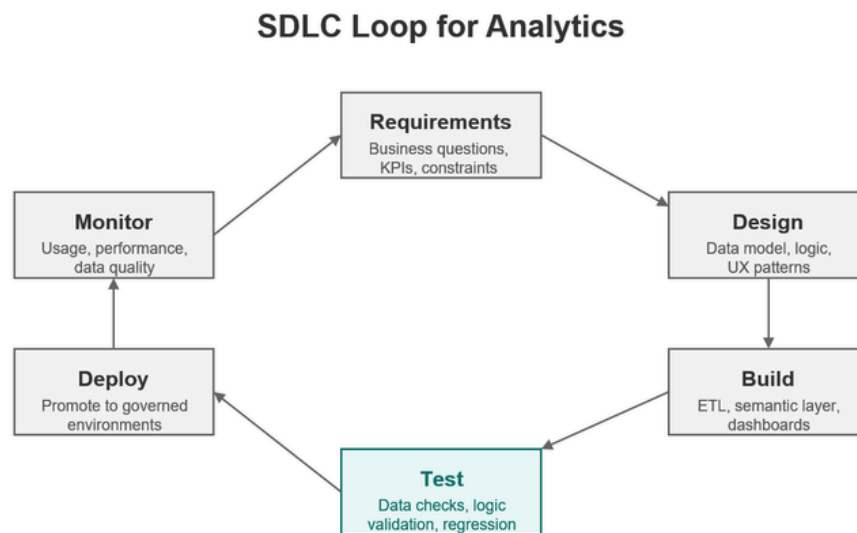 SDLC Loop for Analytics
Requirements
Business questions,
KPIs, constraints
Monitor
Usage, performance,
data quality
Design
Data model, logic,
UX patterns
Deploy
Promote to governed
environments
Build
ETL, semantic layer,
dashboards
Test
Data checks, logic
validation, regression